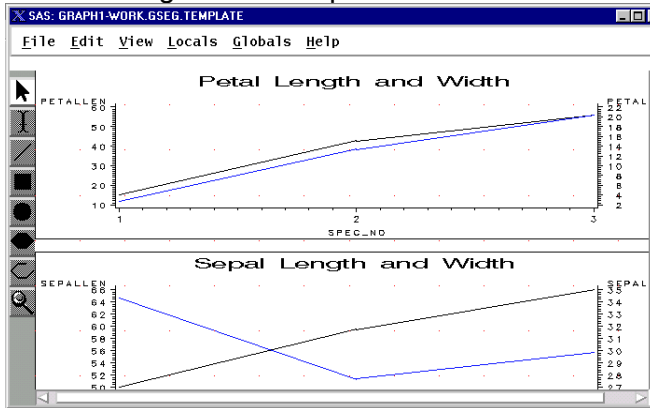 SAS: GRAPH1-WORK.GSEG.TEMPLATE
File Edit View Locals Globals Help
Petal Length and Width
PETALLEN PETAL
60 22
20
50 18
16
40 14
12
30 10
8
20 6
4
10 2
1 2 3
SPEC_NO
Sepal Length and Width
SEPALLEN SEPAL
66 35
64 34
62 33
60 32
58 31
56 30
54 29
52 28
50 27